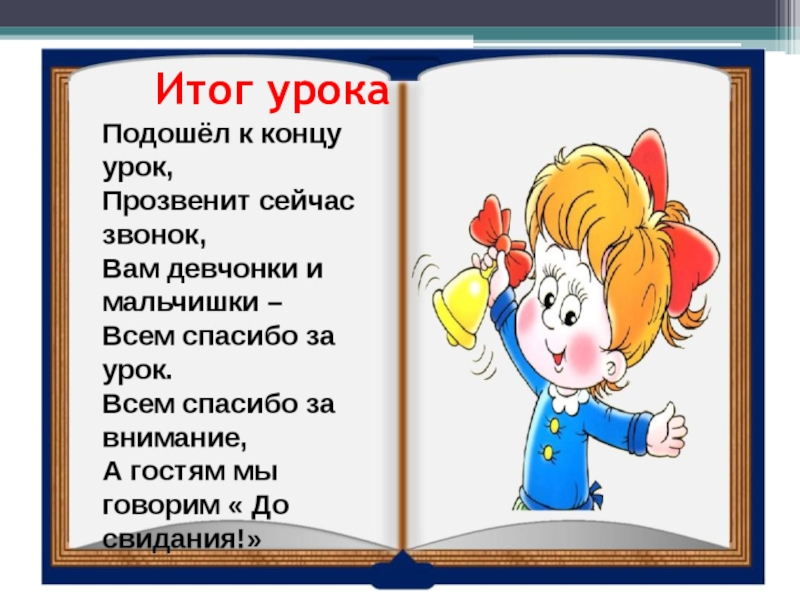 Итог урока
Подошёл к концу
урок,
Прозвенит сейчас
звонок,
Вам девчонки и
мальчишки –
Всем спасибо за
урок.
Всем спасибо за
внимание,
А гостям мы
говорим « До
свидания!»